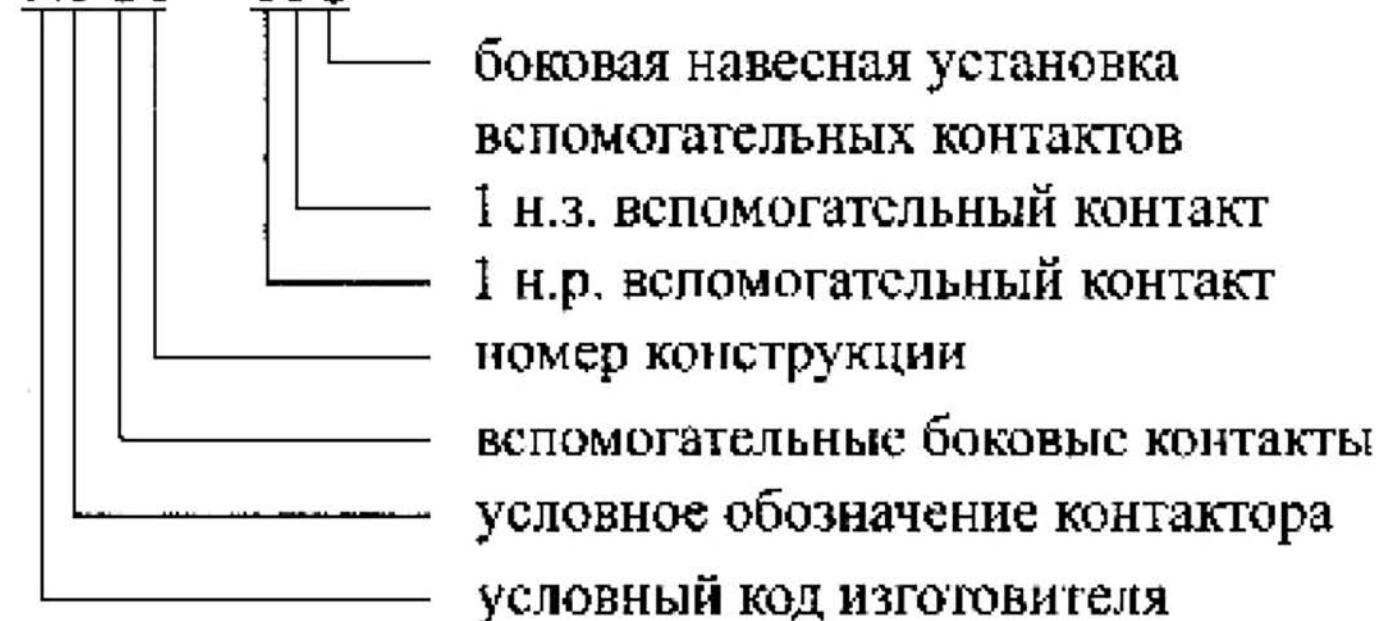 боковая навесная установка
вспомогательных контактов
1 н.з. вспомогательный контакт
1 н.р. вспомогательный контакт
номер конструкции
вспомогательные боковые контакты
условное обозначение контактора
условный код изготовителя